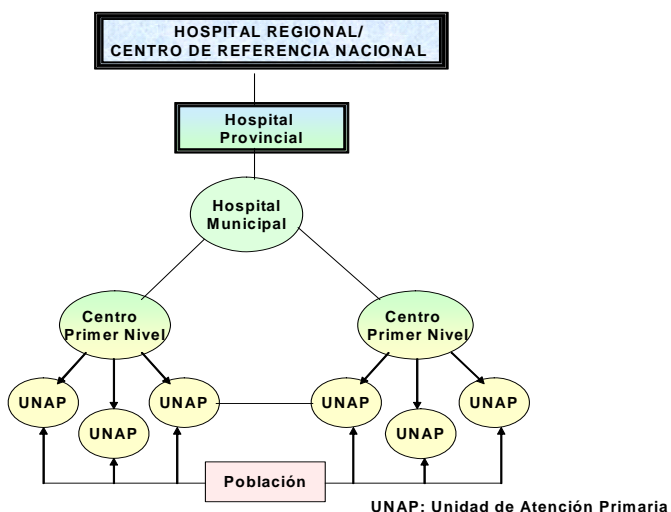 HOSPITAL REGIONAL/
CENTRO DE REFERENCIA NACIONAL
Hospital
Provincial
Hospital
Municipal
Centro
Primer Nivel
Centro
Primer Nivel
UNAP
UNAP
UNAP
UNAP
UNAP
UNAP
Población
UNAP: Unidad de Atención Primaria